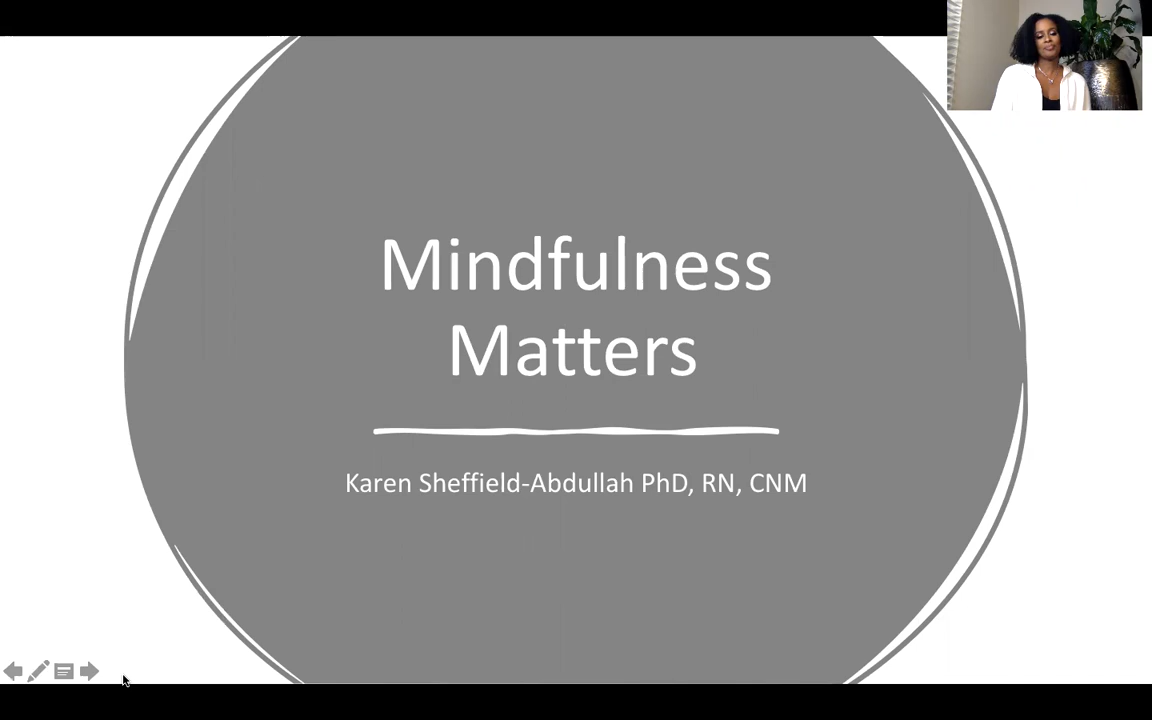 Mindfulness
Matters
Karen Sheffield-Abdullah PhD, RN, CNM